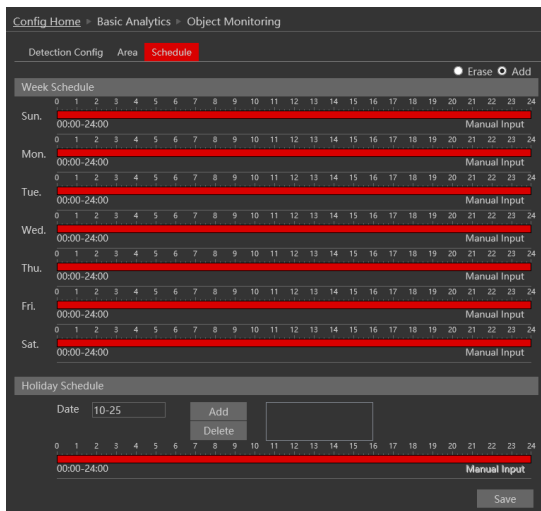 Config Home ▸ Basic Analytics ▸ Object Monitoring
Detection Config Area Schedule
Erase Add
Week Schedule
0 1 2 3 4 5 6 7 8 9 10 11 12 13 14 15 16 17 18 19 20 21 22 23 24
Sun.
00:00-24:00 Manual Input
0 1 2 3 4 5 6 7 8 9 10 11 12 13 14 15 16 17 18 19 20 21 22 23 24
Mon.
00:00-24:00 Manual Input
0 1 2 3 4 5 6 7 8 9 10 11 12 13 14 15 16 17 18 19 20 21 22 23 24
Tue.
00:00-24:00 Manual Input
0 1 2 3 4 5 6 7 8 9 10 11 12 13 14 15 16 17 18 19 20 21 22 23 24
Wed.
00:00-24:00 Manual Input
0 1 2 3 4 5 6 7 8 9 10 11 12 13 14 15 16 17 18 19 20 21 22 23 24
Thu.
00:00-24:00 Manual Input
0 1 2 3 4 5 6 7 8 9 10 11 12 13 14 15 16 17 18 19 20 21 22 23 24
Fri.
00:00-24:00 Manual Input
0 1 2 3 4 5 6 7 8 9 10 11 12 13 14 15 16 17 18 19 20 21 22 23 24
Sat.
00:00-24:00 Manual Input
Holiday Schedule
Date 10-25 Add
Delete
0 1 2 3 4 5 6 7 8 9 10 11 12 13 14 15 16 17 18 19 20 21 22 23 24
00:00-24:00 Manual Input
Save